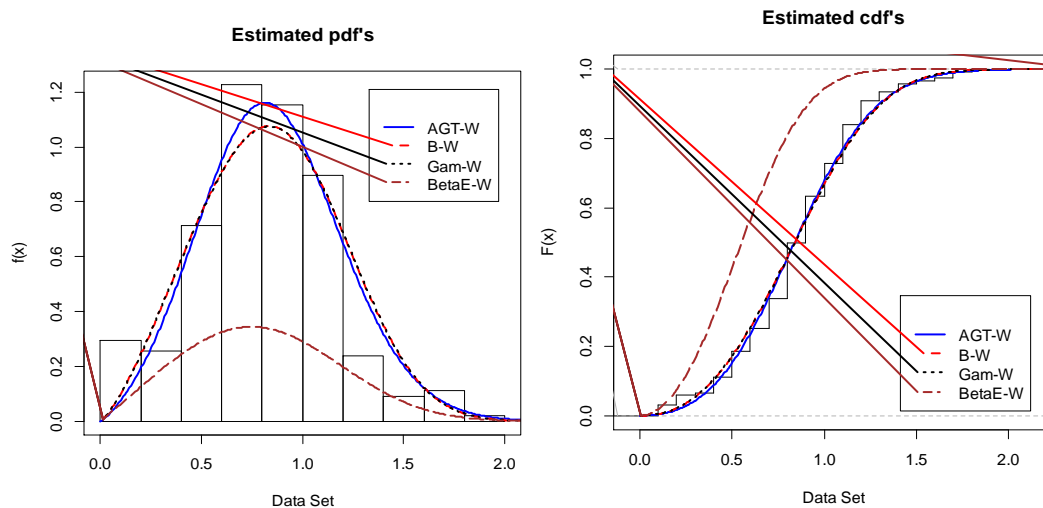 Estimated pdf's
f(x)
0.0 0.2 0.4 0.6 0.8 1.0 1.2
AGT-W
B-W
Gam-W
BetaE-W
0.0 0.5 1.0 1.5 2.0
Data Set
Estimated cdf's
F(x)
0.0 0.2 0.4 0.6 0.8 1.0
AGT-W
B-W
Gam-W
BetaE-W
0.0 0.5 1.0 1.5 2.0
Data Set